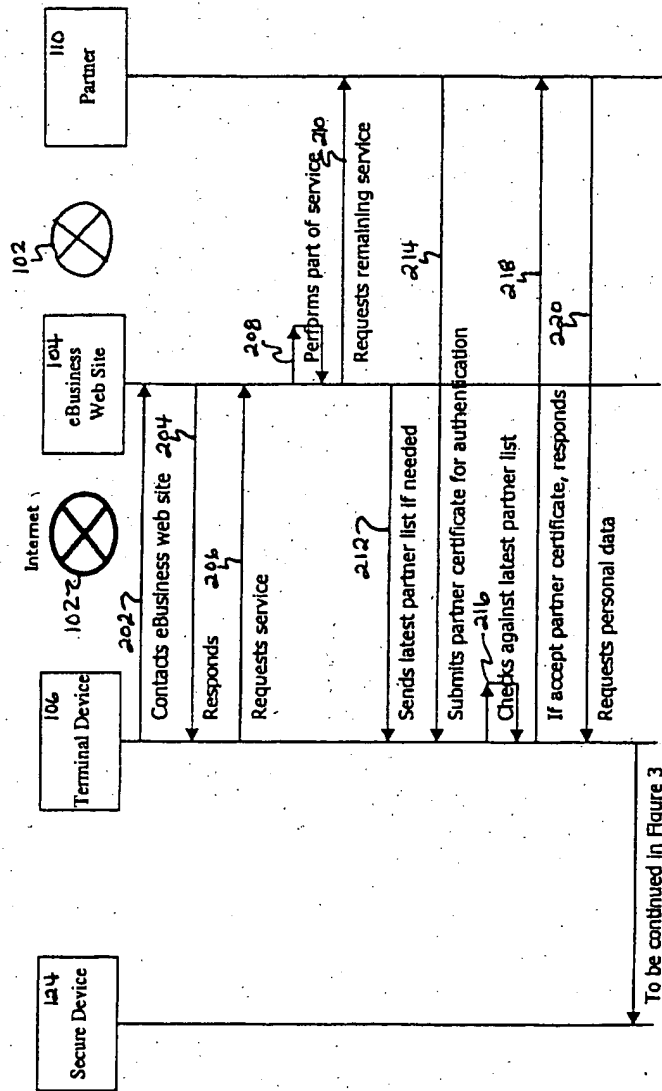 124
Secure Device
106
Terminal Device
Internet
102
104
eBusiness
Web Site
102
110
Partner
202
Contacts eBusiness web site
204
Responds
206
Requests service
208
Performs part of service
210
Requests remaining service
212
Sends latest partner list if needed
214
Submits partner certificate for authentication
216
Checks against latest partner list
218
If accept partner certificate, responds
220
Requests personal data
To be continued in Figure 3